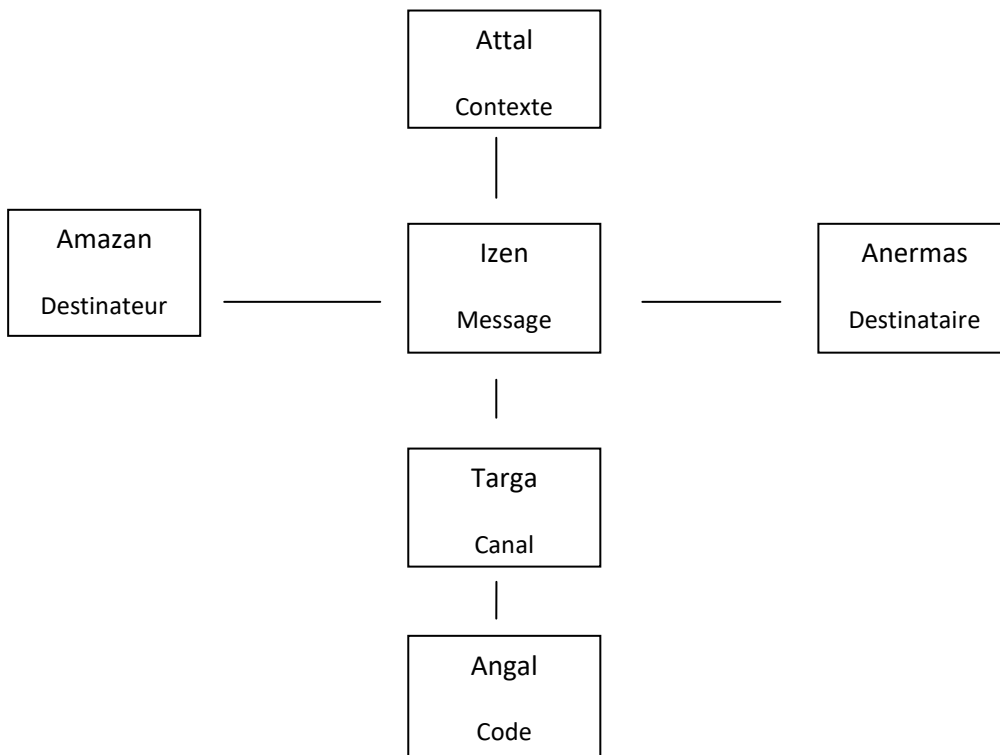 Attal
Contexte
Amazan
Destinateur
Izen
Message
Anermas
Destinataire
Targa
Canal
Angal
Code